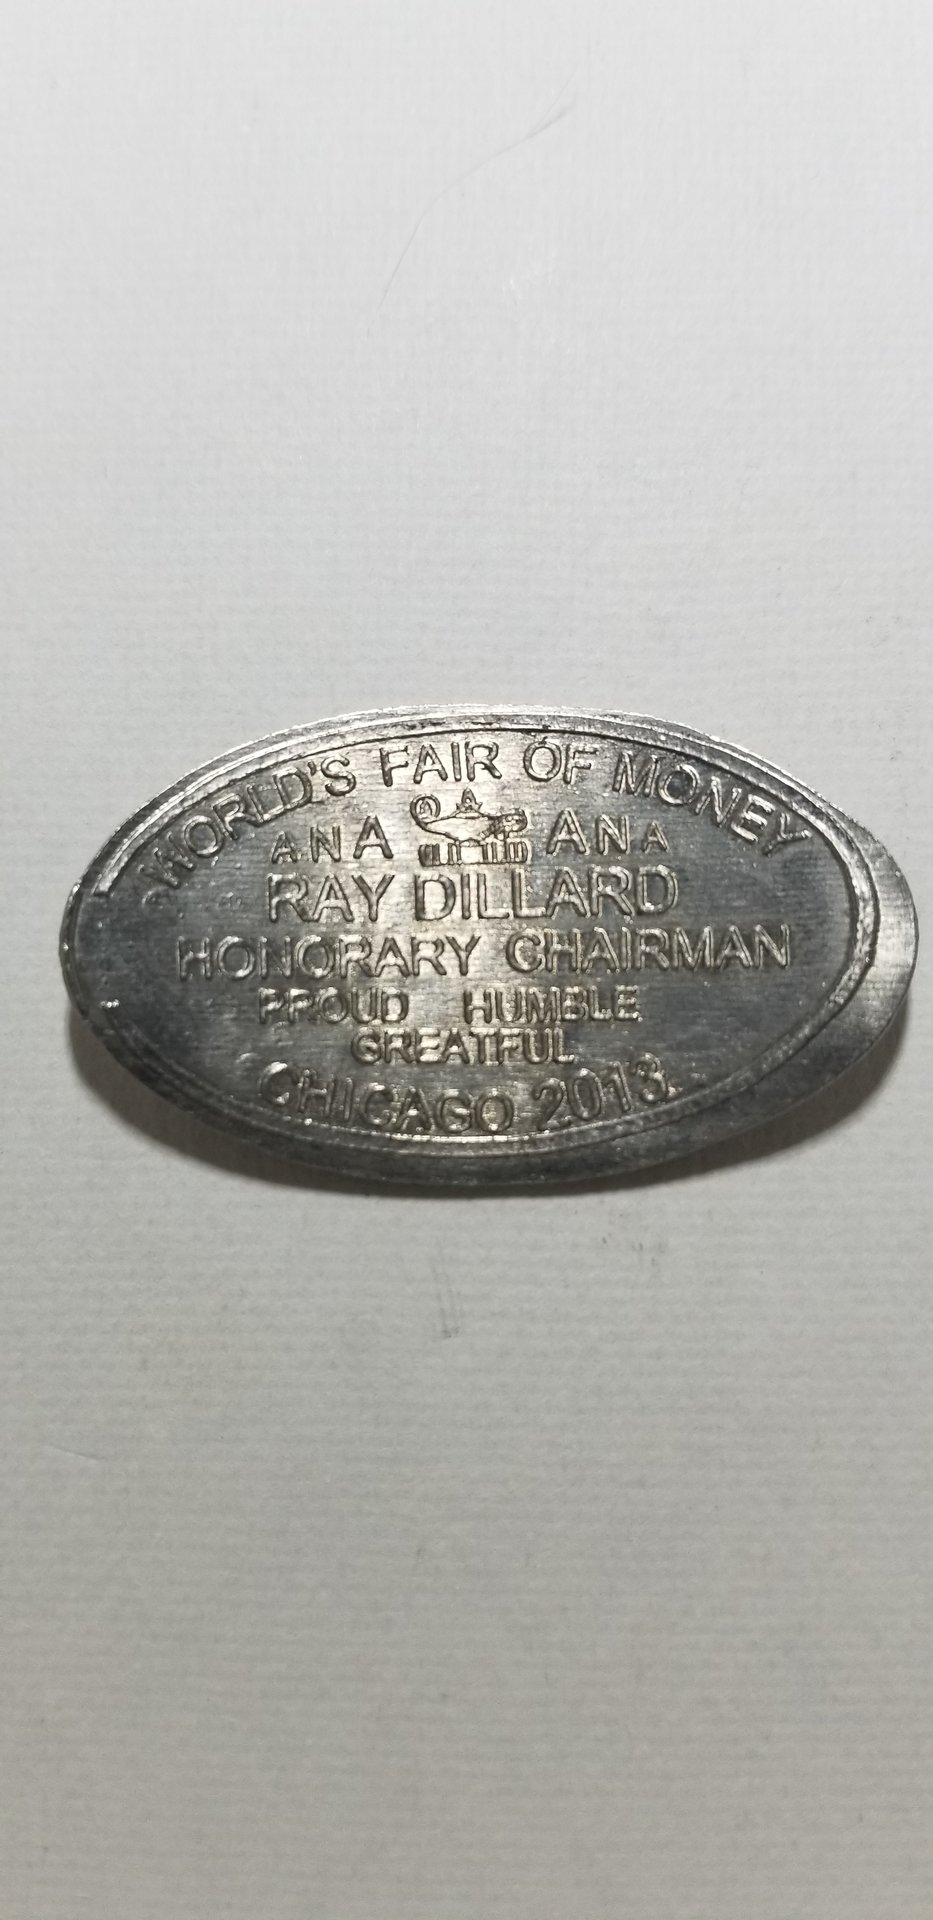 WORLD'S FAIR OF MONEY
ANA ANA
RAY DILLARD
HONORARY CHAIRMAN
PROUD HUMBLE
GREATFUL
CHICAGO 2013